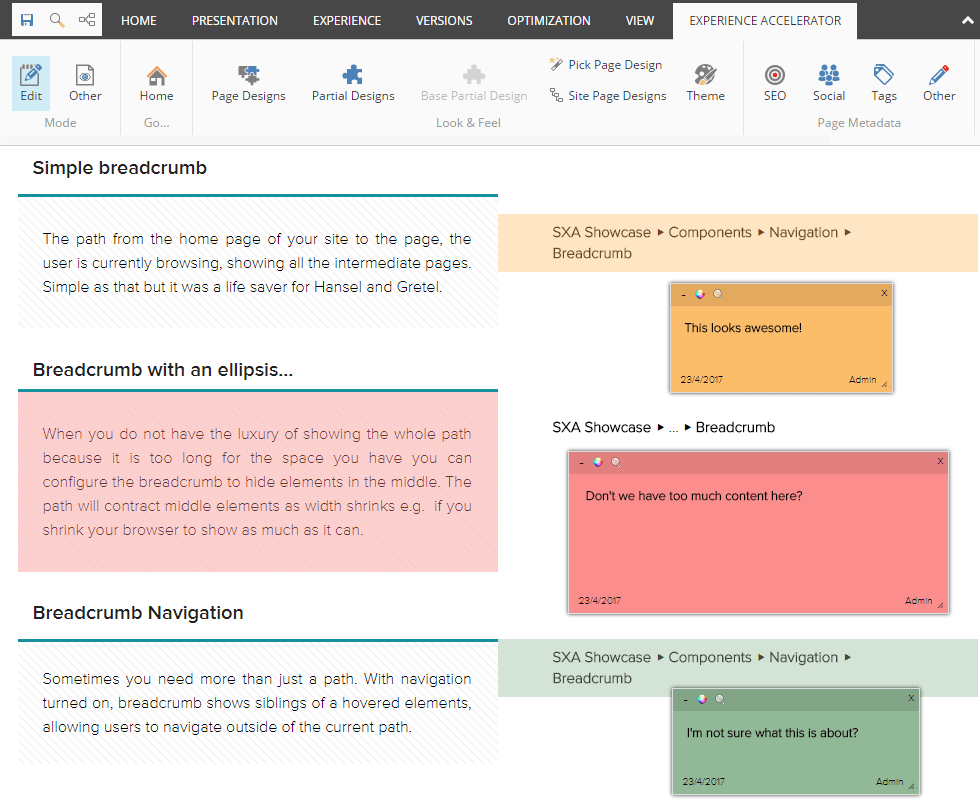 HOME PRESENTATION EXPERIENCE VERSIONS OPTIMIZATION VIEW EXPERIENCE ACCELERATOR
Edit Other
Mode
Home
Go...
Page Designs Partial Designs Base Partial Design
Pick Page Design
Site Page Designs
Theme
Look & Feel
SEO Social Tags Other
Page Metadata
Simple breadcrumb
The path from the home page of your site to the page, the
user is currently browsing, showing all the intermediate pages.
Simple as that but it was a life saver for Hansel and Gretel.
SXA Showcase ▸ Components ▸ Navigation ▸
Breadcrumb
- X
This looks awesome!
23/4/2017 Admin
Breadcrumb with an ellipsis...
When you do not have the luxury of showing the whole path
because it is too long for the space you have you can
configure the breadcrumb to hide elements in the middle. The
path will contract middle elements as width shrinks e.g. if you
shrink your browser to show as much as it can.
SXA Showcase ▸ ... ▸ Breadcrumb
- X
Don't we have too much content here?
23/4/2017 Admin
Breadcrumb Navigation
Sometimes you need more than just a path. With navigation
turned on, breadcrumb shows siblings of a hovered elements,
allowing users to navigate outside of the current path.
SXA Showcase ▸ Components ▸ Navigation ▸
Breadcrumb
- X
I'm not sure what this is about?
23/4/2017 Admin